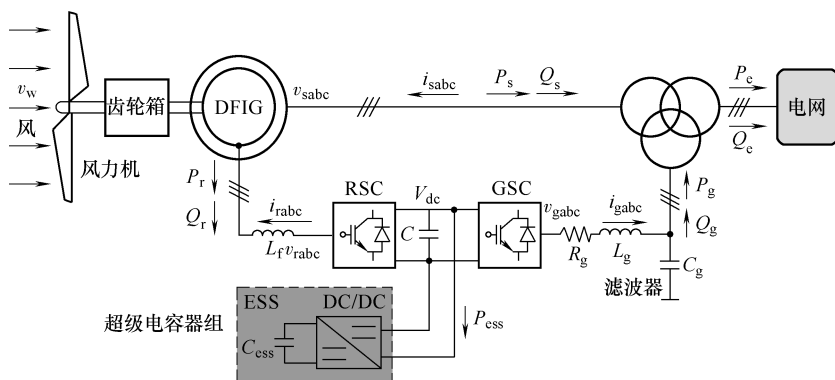 v_w
风
风力机
齿轮箱
DFIG
v_sabc
i_sabc
P_s
Q_s
P_e
Q_e
电网
P_r
Q_r
i_rabc
L_f
v_rabc
RSC
V_dc
C
GSC
v_gabc
i_gabc
R_g
L_g
P_g
Q_g
C_g
滤波器
超级电容器组
ESS
DC/DC
C_ess
P_ess